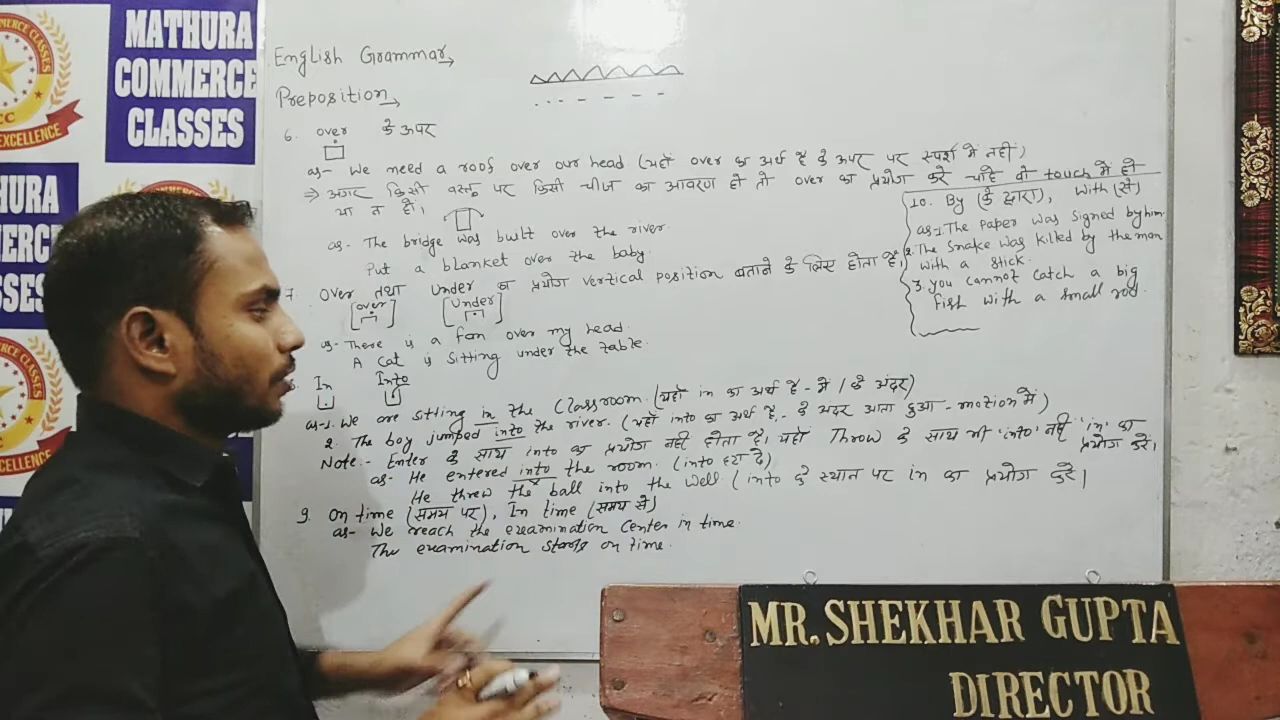 MATHURA
COMMERCE
CLASSES
COMMERCE CLASSES
CC
EXCELLENCE
English Grammar
Preposition
6. over के ऊपर
as- We need a roof over our head (यहाँ over का अर्थ है के ऊपर पर स्पर्श में नहीं)
⇒ अगर किसी वस्तु पर किसी चीज का आवरण हो तो over का प्रयोग करे चाहे वो touch में हो
या न हो।
as- The bridge was built over the river.
Put a blanket over the baby.
7. Over तथा Under का प्रयोग vertical position बताने के लिए होता है।
over Under
as- There is a fan over my head.
A cat is sitting under the table.
In Into
as-1. We are sitting in the classroom. (यहाँ in का अर्थ है - में / के अंदर)
2. The boy jumped into the river. (यहाँ into का अर्थ है - के अंदर आता हुआ - motion में)
Note:- Enter के साथ into का प्रयोग नहीं होता है। यहाँ Throw के साथ भी 'into' नहीं 'in' का
प्रयोग करें।
as- He entered into the room. (into हटा दे)
He threw the ball into the well (into के स्थान पर in का प्रयोग करे।
9. On time (समय पर), In time (समय से)
as- We reach the examination center in time.
The examination starts on time.
10. By (के द्वारा), With (से)
as-1. The paper was signed by him
2. The snake was killed by the man
with a stick.
3. You cannot catch a big
fish with a small rod.
MR. SHEKHAR GUPTA
DIRECTOR